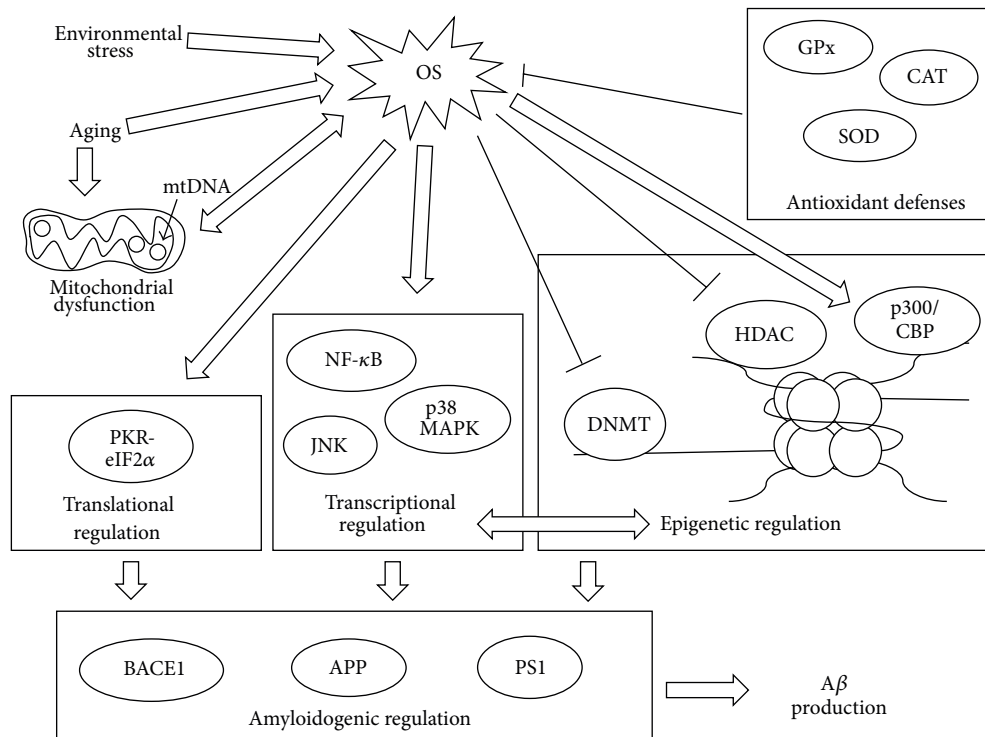 Environmental
stress
OS
GPx
CAT
SOD
Antioxidant defenses
Aging
mtDNA
Mitochondrial
dysfunction
PKR-
eIF2α
Translational
regulation
NF-κB
p38
MAPK
JNK
Transcriptional
regulation
HDAC
p300/
CBP
DNMT
Epigenetic regulation
BACE1
APP
PS1
Amyloidogenic regulation
Aβ
production